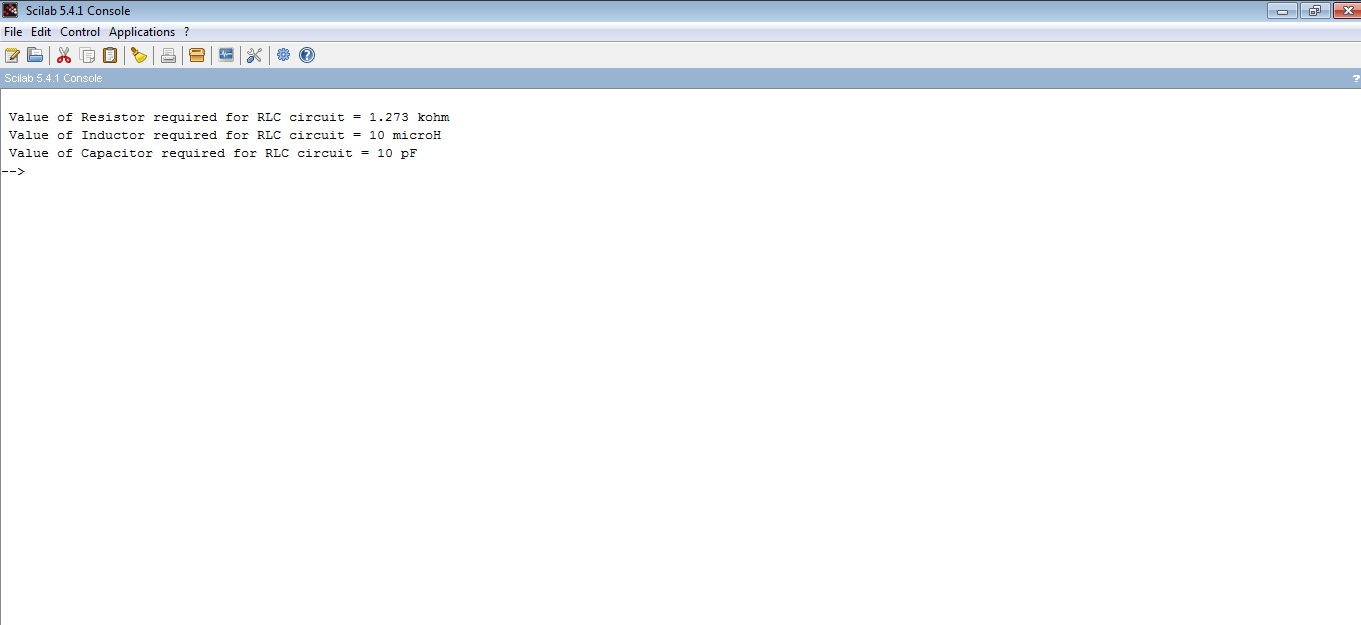 Scilab 5.4.1 Console
File Edit Control Applications ?
Scilab 5.4.1 Console ?
Value of Resistor required for RLC circuit = 1.273 kohm
Value of Inductor required for RLC circuit = 10 microH
Value of Capacitor required for RLC circuit = 10 pF
-->